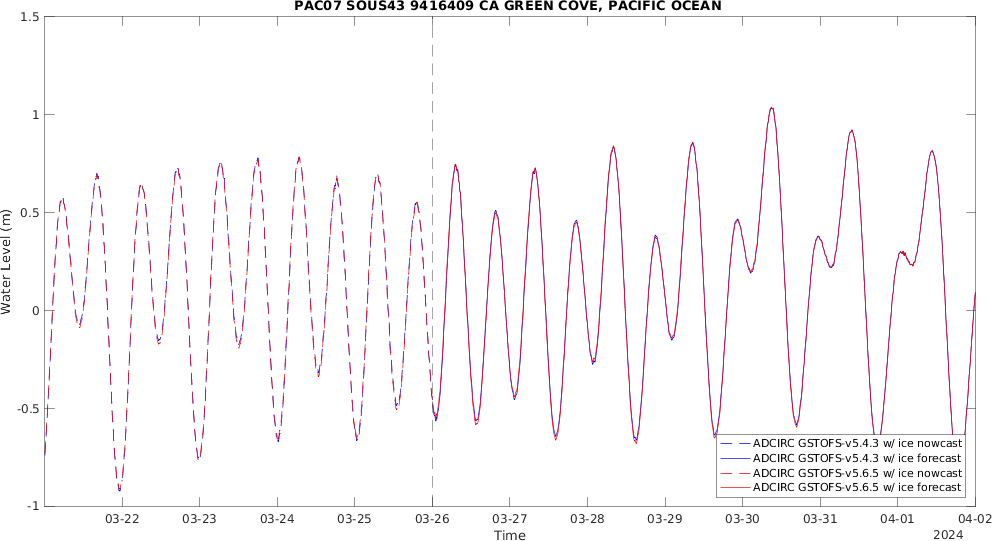 PAC07 SOUS43 9416409 CA GREEN COVE, PACIFIC OCEAN
1.5
1
0.5
0
-0.5
-1
Water Level (m)
ADCIRC GSTOFS-v5.4.3 w/ ice nowcast
ADCIRC GSTOFS-v5.4.3 w/ ice forecast
ADCIRC GSTOFS-v5.6.5 w/ ice nowcast
ADCIRC GSTOFS-v5.6.5 w/ ice forecast
03-22 03-23 03-24 03-25 03-26 03-27 03-28 03-29 03-30 03-31 04-01 04-02
Time
2024